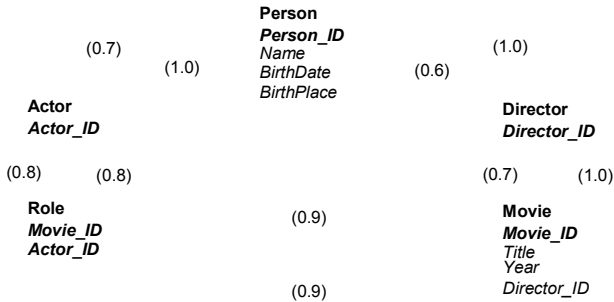 Person
Person_ID
Name
BirthDate
BirthPlace
(0.7)
(1.0)
(0.6)
(1.0)
Actor
Actor_ID
Director
Director_ID
(0.8)
(0.8)
(0.7)
(1.0)
Role
Movie_ID
Actor_ID
(0.9)
(0.9)
Movie
Movie_ID
Title
Year
Director_ID